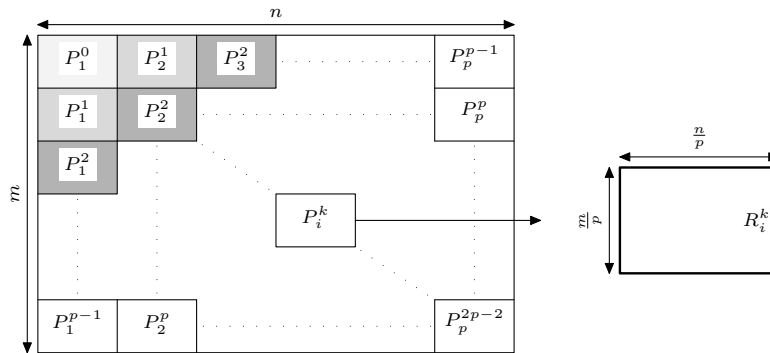 n
P_1^0 P_2^1 P_3^2 P_p^{p-1}
P_1^1 P_2^2 P_p^p
n/p
P_1^2
m P_i^k m/p R_i^k
P_1^{p-1} P_2^p P_p^{2p-2}